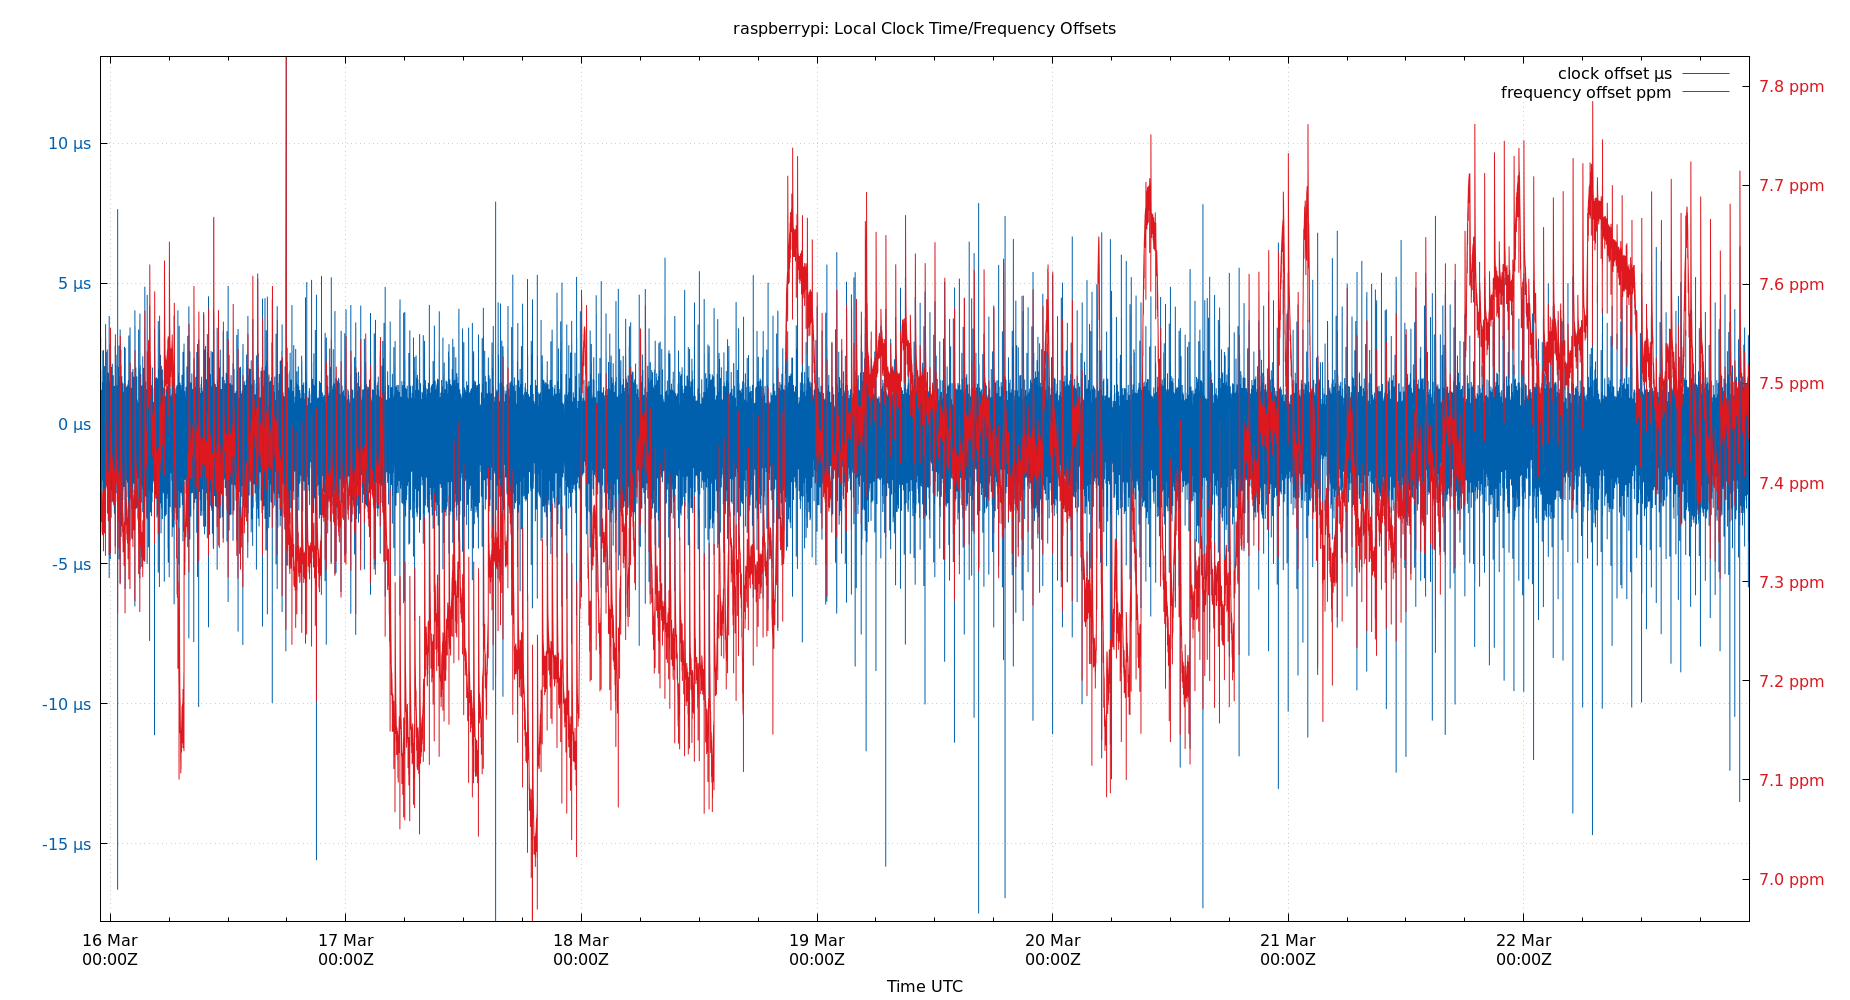 raspberrypi: Local Clock Time/Frequency Offsets
clock offset µs
frequency offset ppm
10 µs
5 µs
0 µs
-5 µs
-10 µs
-15 µs
7.8 ppm
7.7 ppm
7.6 ppm
7.5 ppm
7.4 ppm
7.3 ppm
7.2 ppm
7.1 ppm
7.0 ppm
16 Mar 17 Mar 18 Mar 19 Mar 20 Mar 21 Mar 22 Mar
00:00Z 00:00Z 00:00Z 00:00Z 00:00Z 00:00Z 00:00Z
Time UTC